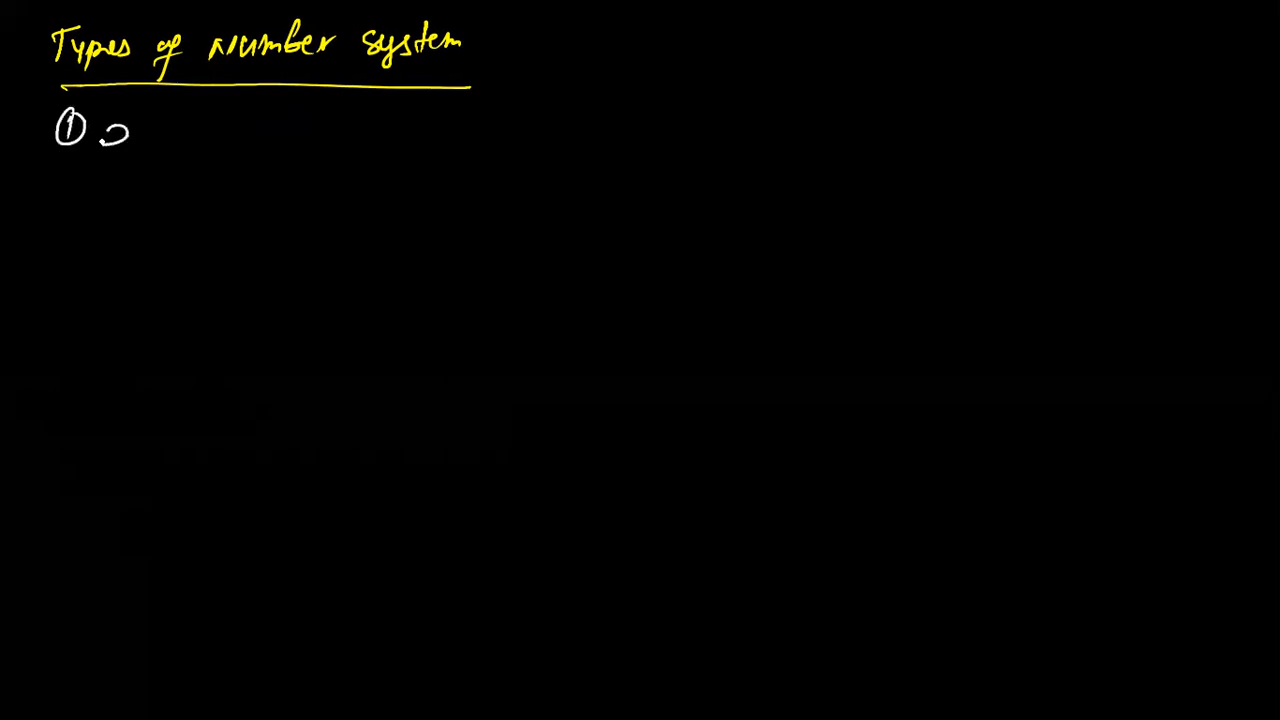 Types of Number system
①